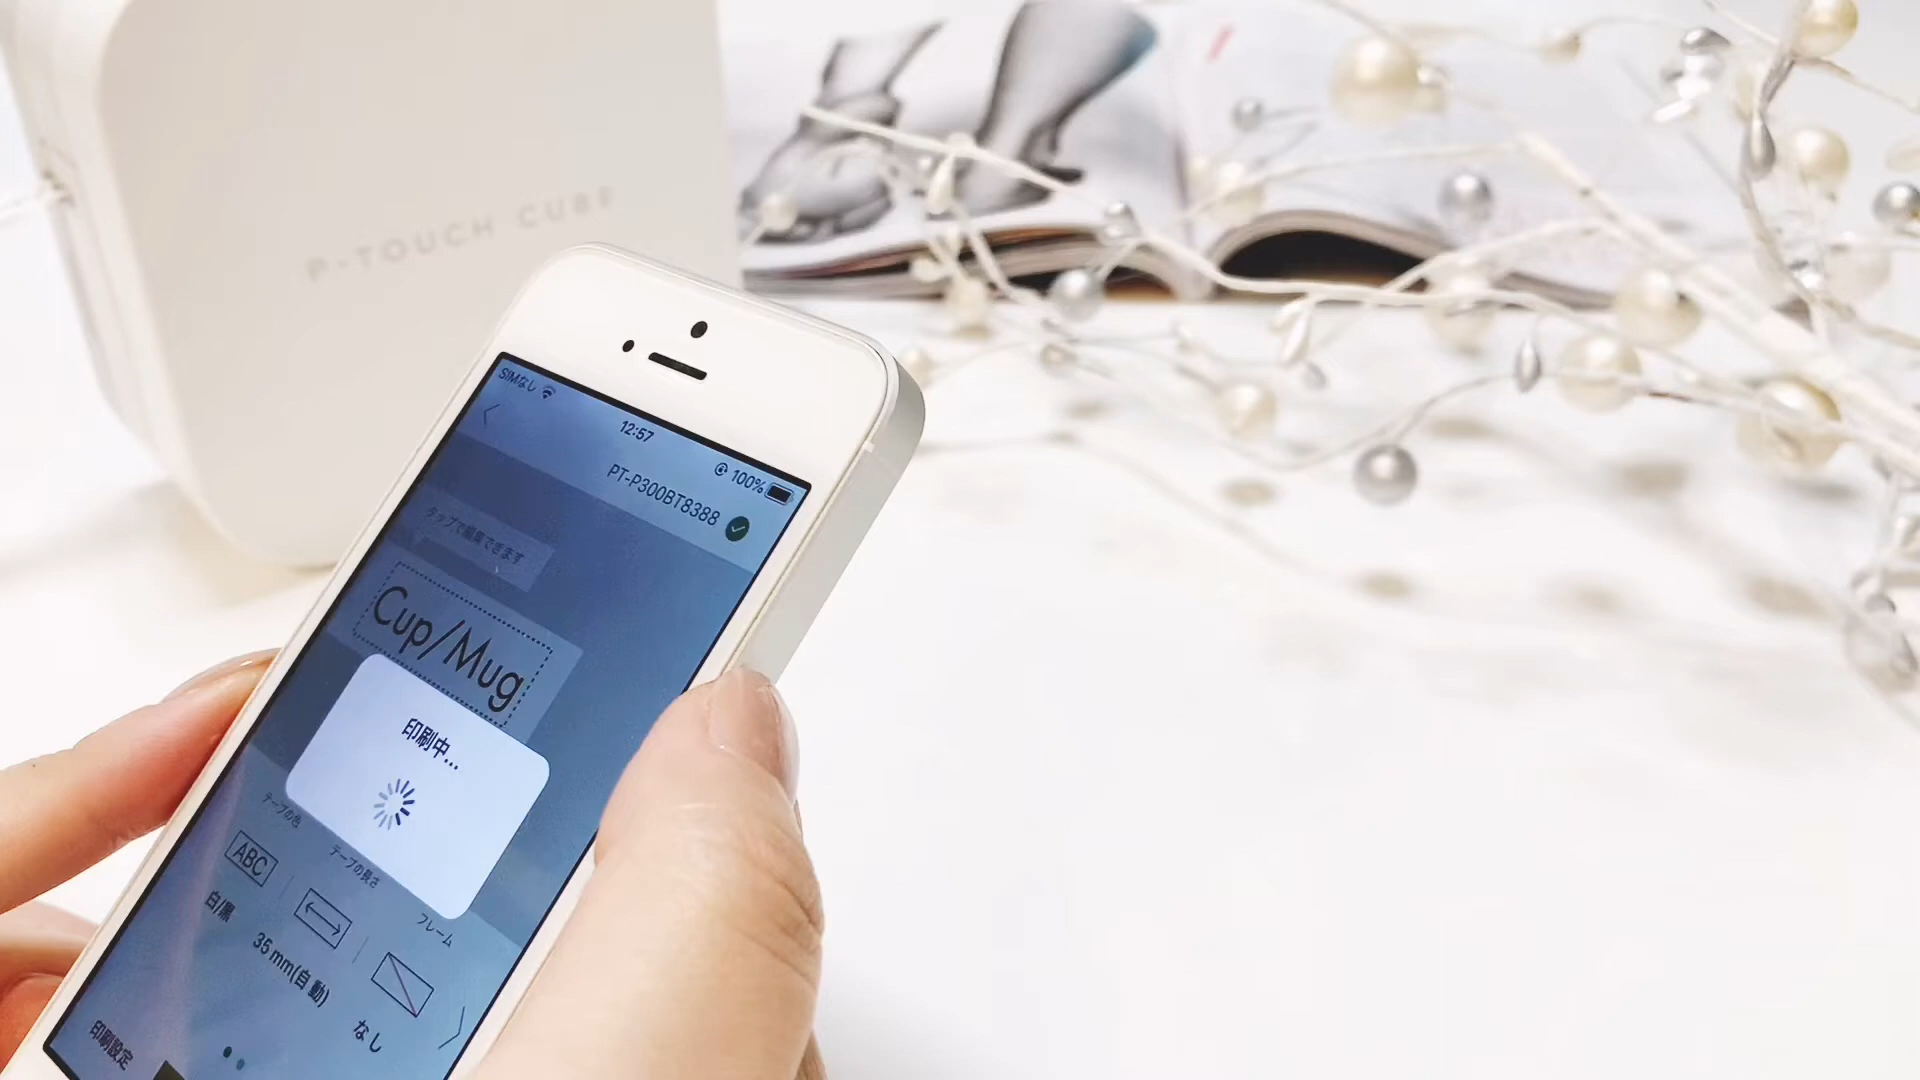 P-TOUCH CUBE
SIMなし
12:57
100%
PT-P300BT8388
タップで編集できます
Cup/Mug
印刷中...
テープの色
テープの長さ
フレーム
ABC
白/黒
35 mm(自動)
なし
印刷設定